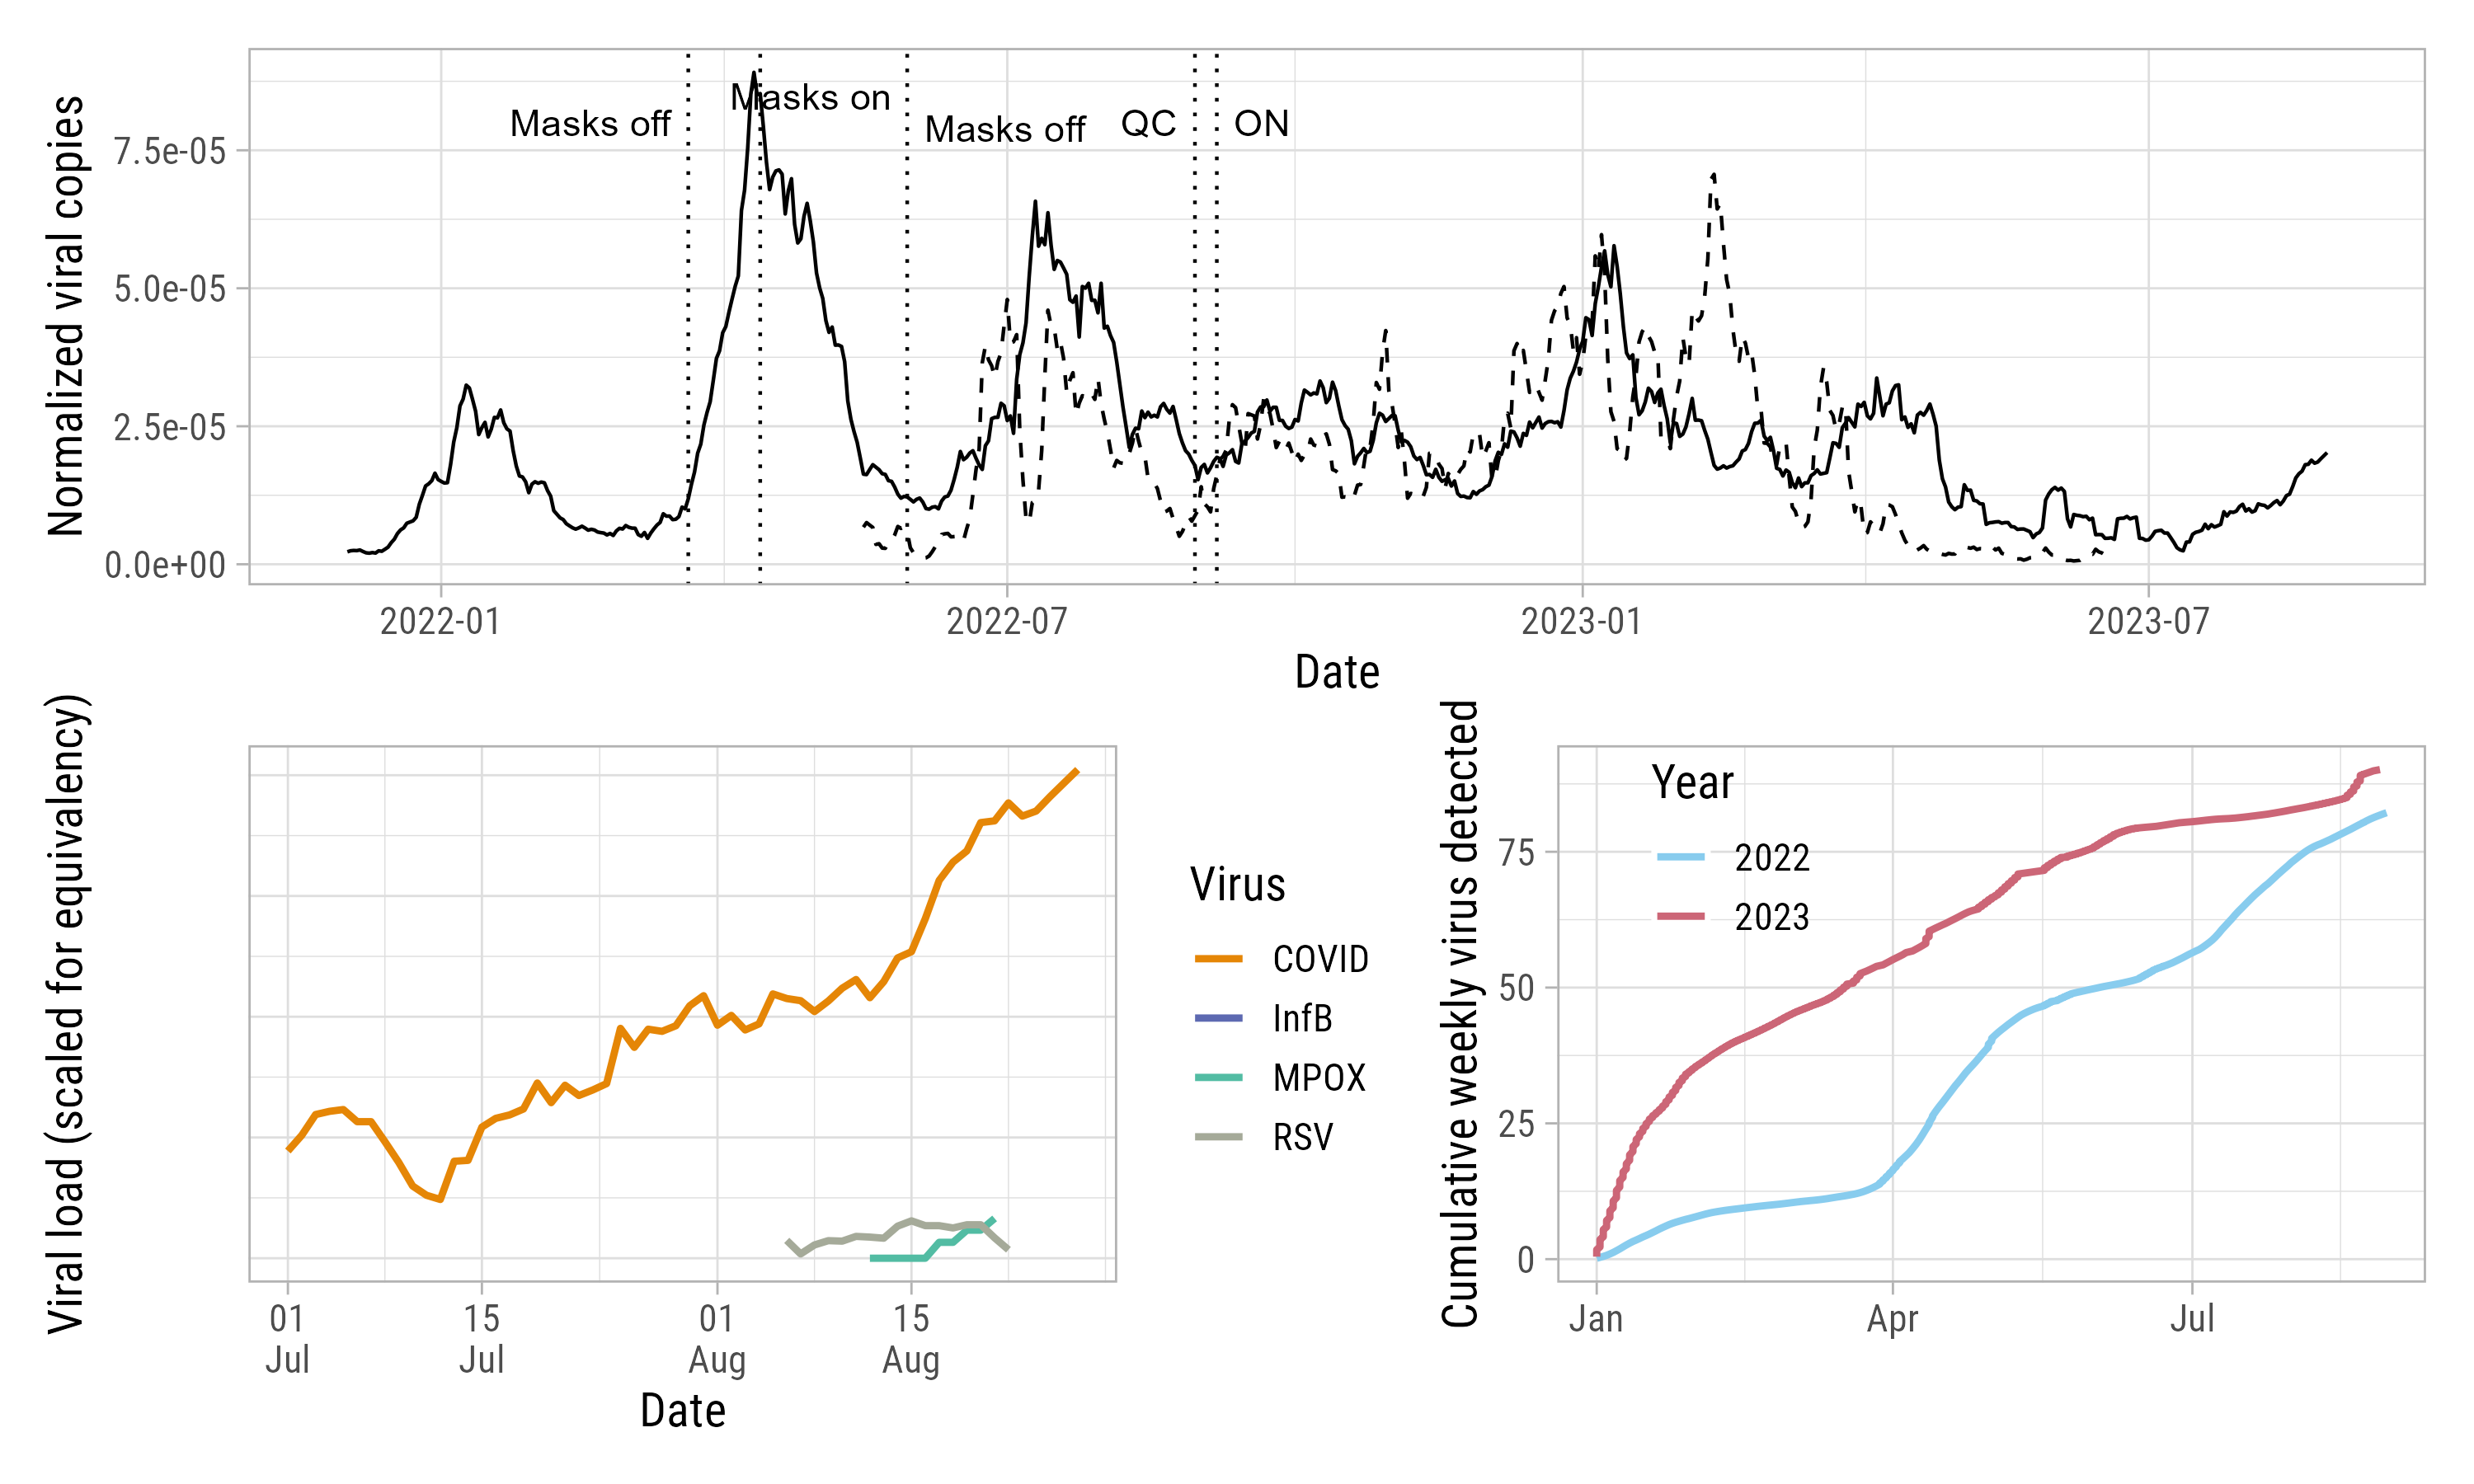 Normalized viral copies
7.5e-05
5.0e-05
2.5e-05
0.0e+00
Masks off
Masks on
Masks off
QC
ON
2022-01
2022-07
2023-01
2023-07
Date
Viral load (scaled for equivalency)
01
Jul
15
Jul
01
Aug
15
Aug
Date
Virus
COVID
InfB
MPOX
RSV
Cumulative weekly virus detected
75
50
25
0
Year
2022
2023
Jan
Apr
Jul